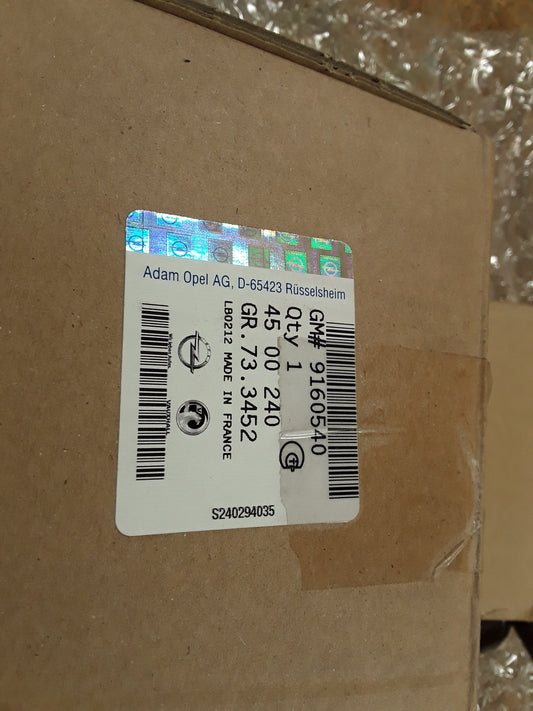 Adam Opel AG, D-65423 Rüsselsheim
GM# 9160540
Qty 1
45 00 240
GR.73.3452
LB0212 MADE IN FRANCE
VAUXHALL
S240294035